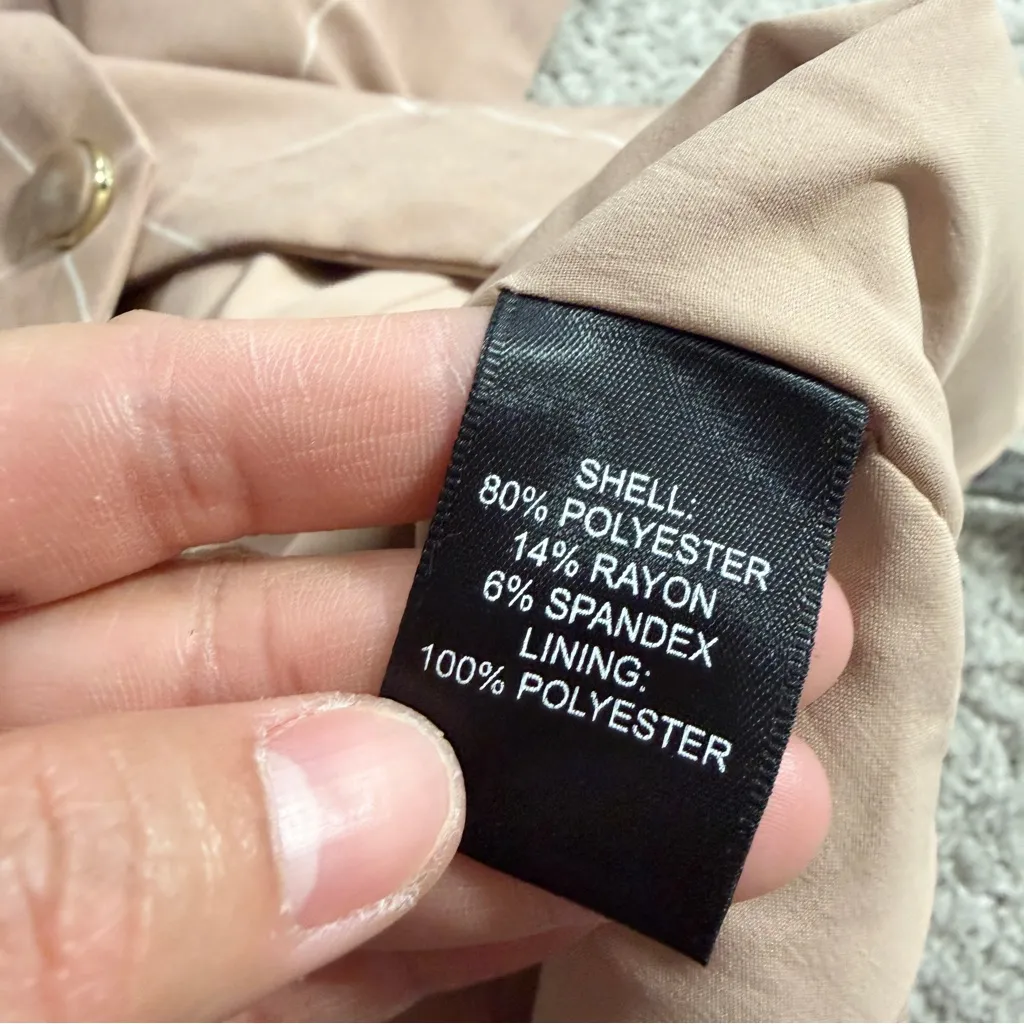 SHELL:
80% POLYESTER
14% RAYON
6% SPANDEX
LINING:
100% POLYESTER